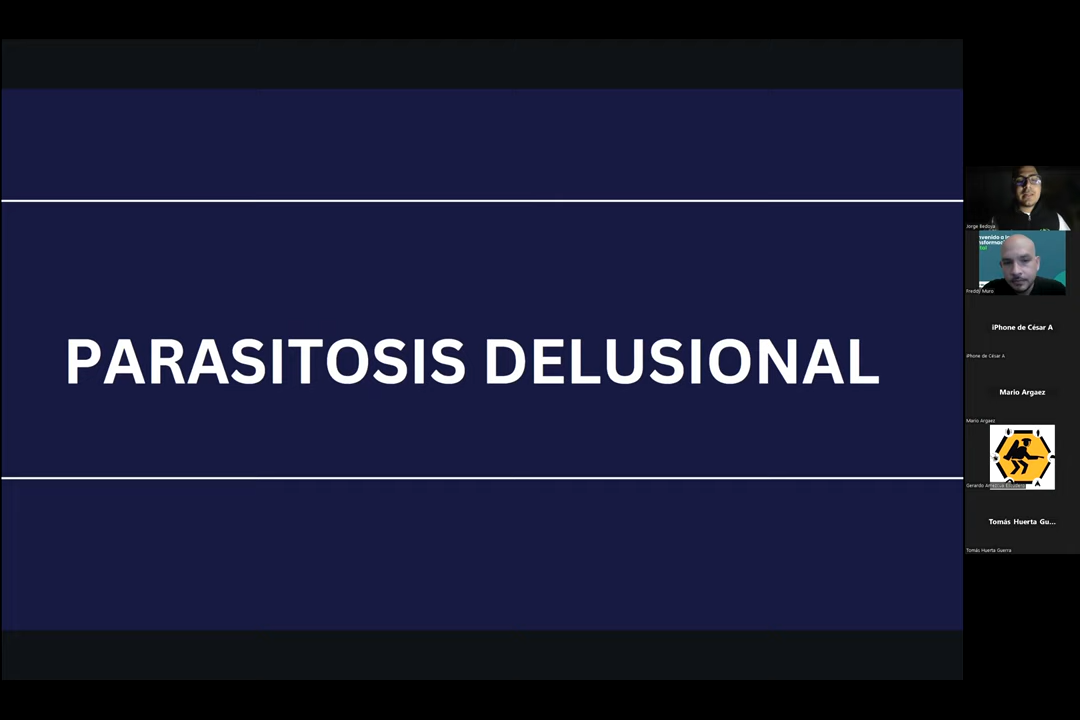 PARASITOSIS DELUSIONAL
Jorge Bedoya
Freddy Muro
iPhone de César A
iPhone de César A
Mario Argaez
Mario Argaez
Tomás Huerta Gu...
Tomás Huerta Guerra